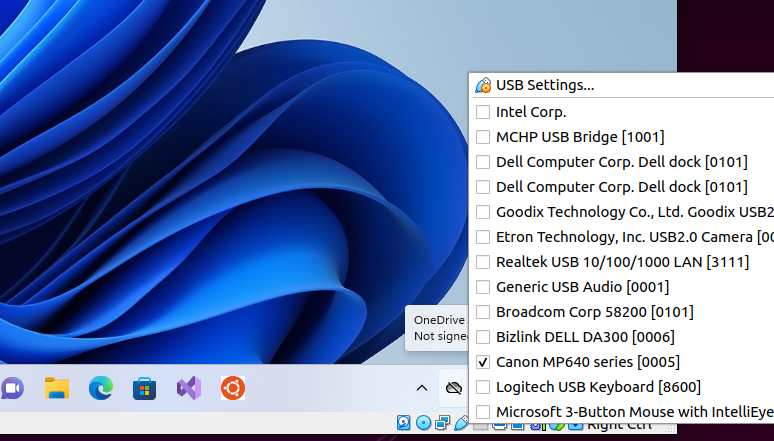 USB Settings...
Intel Corp.
MCHP USB Bridge [1001]
Dell Computer Corp. Dell dock [0101]
Dell Computer Corp. Dell dock [0101]
Goodix Technology Co., Ltd. Goodix USB2
Etron Technology, Inc. USB2.0 Camera [00
Realtek USB 10/100/1000 LAN [3111]
Generic USB Audio [0001]
Broadcom Corp 58200 [0101]
Bizlink DELL DA300 [0006]
Canon MP640 series [0005]
Logitech USB Keyboard [8600]
Microsoft 3-Button Mouse with IntelliEye
OneDrive
Not signe
Right Ctrl